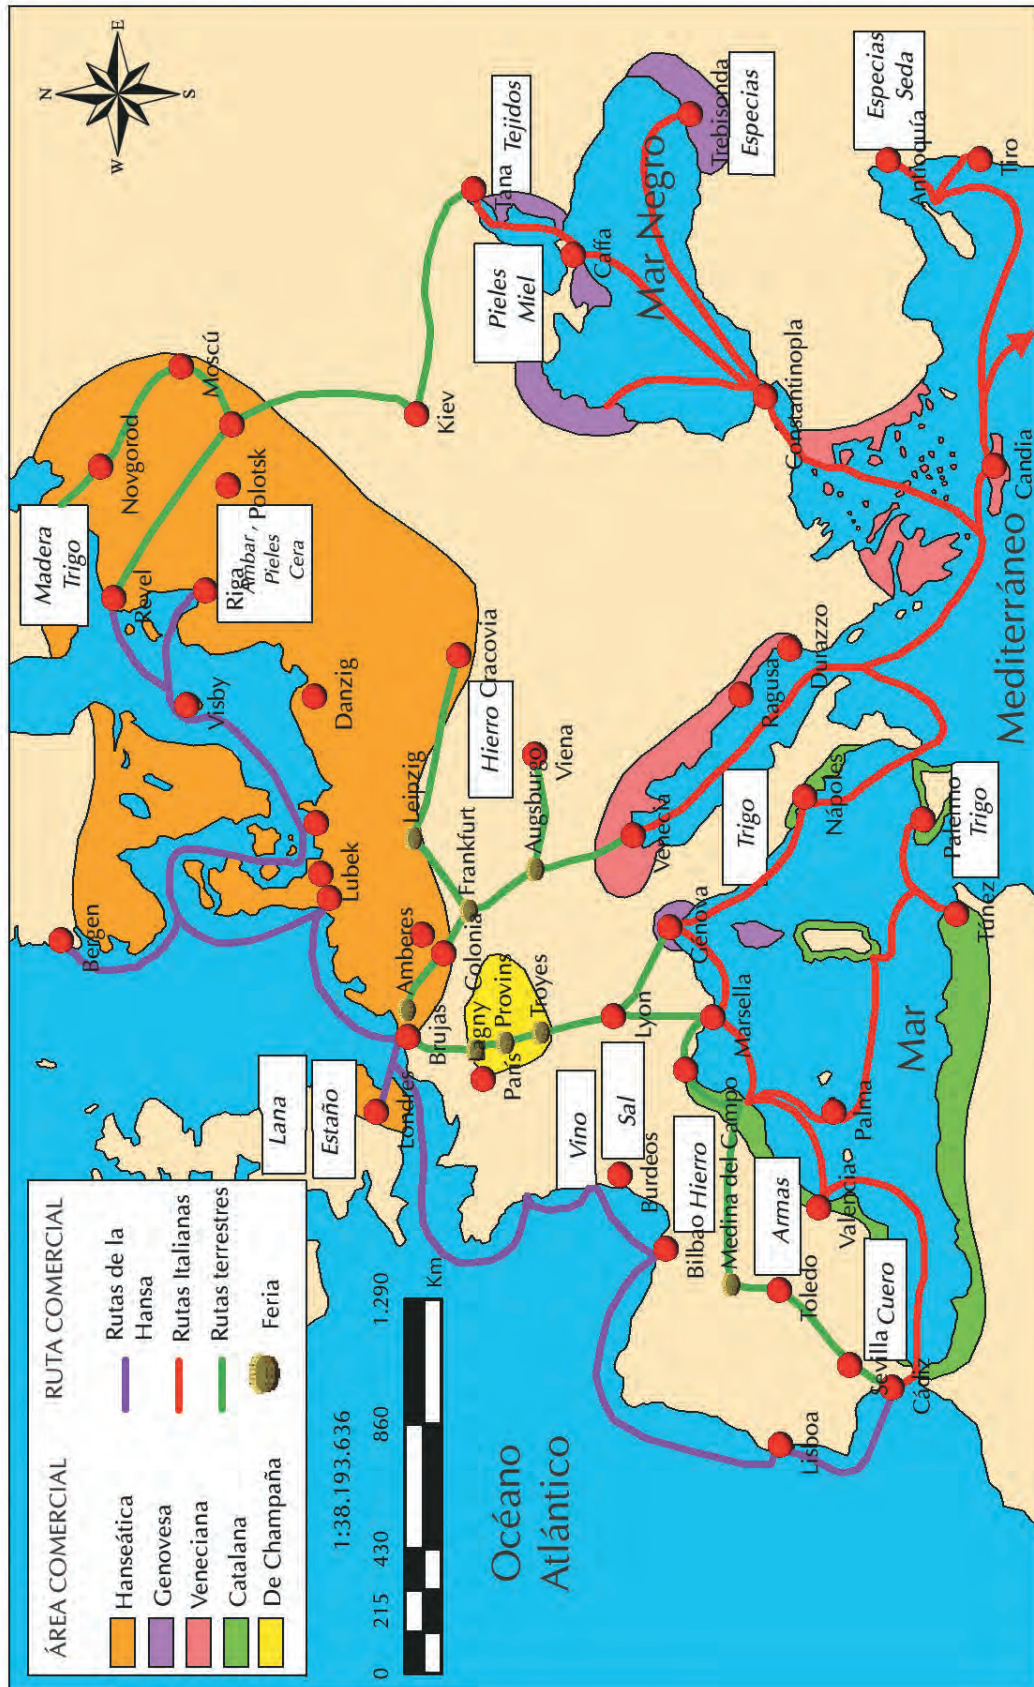 ÁREA COMERCIAL
Hanseática
Genovesa
Veneciana
Catalana
De Champaña
RUTA COMERCIAL
Rutas de la
Hansa
Rutas Italianas
Rutas terrestres
Feria
1:38.193.636
0 215 430 860 1.290
Km
N
E
S
W
Océano
Atlántico
Mar
Mediterráneo
Mar Negro
Bergen
Visby
Revel
Novgorod
Moscú
Polotsk
Riga
Madera
Trigo
Ambar,
Pieles
Cera
Danzig
Lubek
Lana
Estaño
Londres
Brujas
Amberes
Colonia
Frankfurt
Leipzig
Cracovia
Hierro
Kiev
Lagny
París
Provins
Troyes
Augsburgo
Viena
Tana
Tejidos
Pieles
Miel
Caffa
Trebisonda
Especias
Vino
Sal
Burdeos
Lyon
Génova
Venecia
Ragusa
Durazzo
Constantinopla
Bilbao
Hierro
Medina del Campo
Marsella
Trigo
Nápoles
Armas
Toledo
Valencia
Palma
Palermo
Trigo
Túnez
Lisboa
Sevilla
Cuero
Cádiz
Candia
Especias
Seda
Antioquía
Tiro